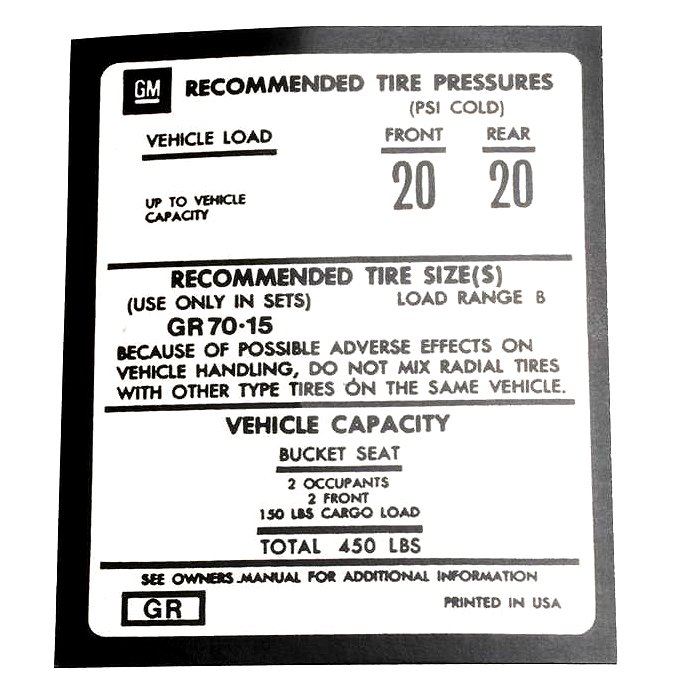 GM RECOMMENDED TIRE PRESSURES
(PSI COLD)
VEHICLE LOAD FRONT REAR
UP TO VEHICLE
CAPACITY
20 20
RECOMMENDED TIRE SIZE(S)
(USE ONLY IN SETS) LOAD RANGE B
GR70·15
BECAUSE OF POSSIBLE ADVERSE EFFECTS ON
VEHICLE HANDLING, DO NOT MIX RADIAL TIRES
WITH OTHER TYPE TIRES ON THE SAME VEHICLE.
VEHICLE CAPACITY
BUCKET SEAT
2 OCCUPANTS
2 FRONT
150 LBS CARGO LOAD
TOTAL 450 LBS
SEE OWNERS MANUAL FOR ADDITIONAL INFORMATION
GR PRINTED IN USA